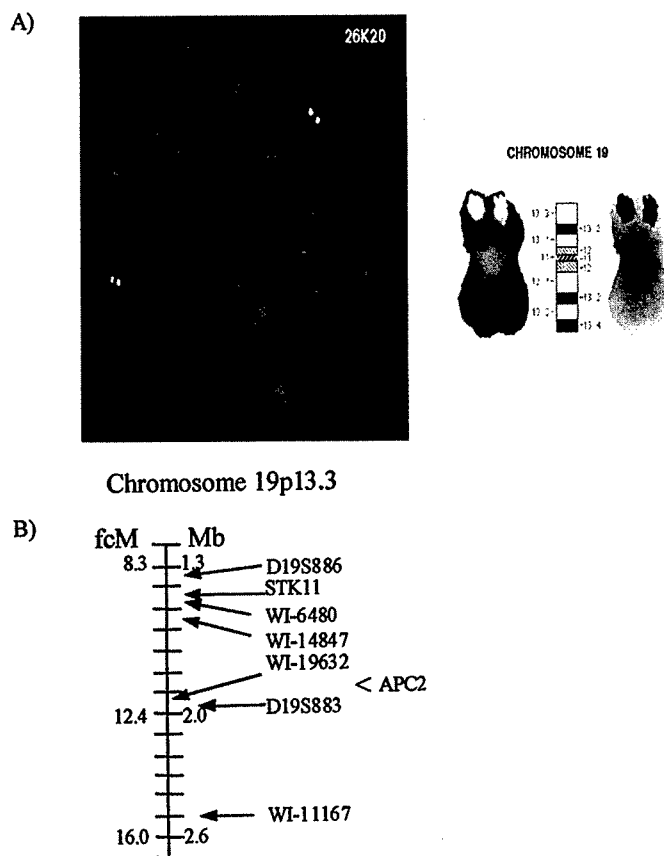 A)
26K20
CHROMOSOME 19
Chromosome 19p13.3
B)
fcM Mb
8.3 1.3 D19S886
STK11
WI-6480
WI-14847
WI-19632
< APC2
12.4 2.0 D19S883
WI-11167
16.0 2.6